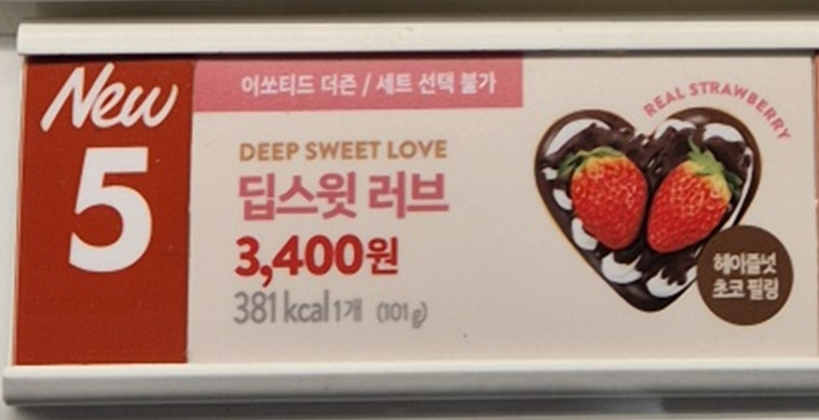 New
5
어쏘티드 더즌 / 세트 선택 불가
DEEP SWEET LOVE
딥스윗 러브
3,400원
381 kcal 1개 (101g)
REAL STRAWBERRY
헤이즐넛
초코 필링